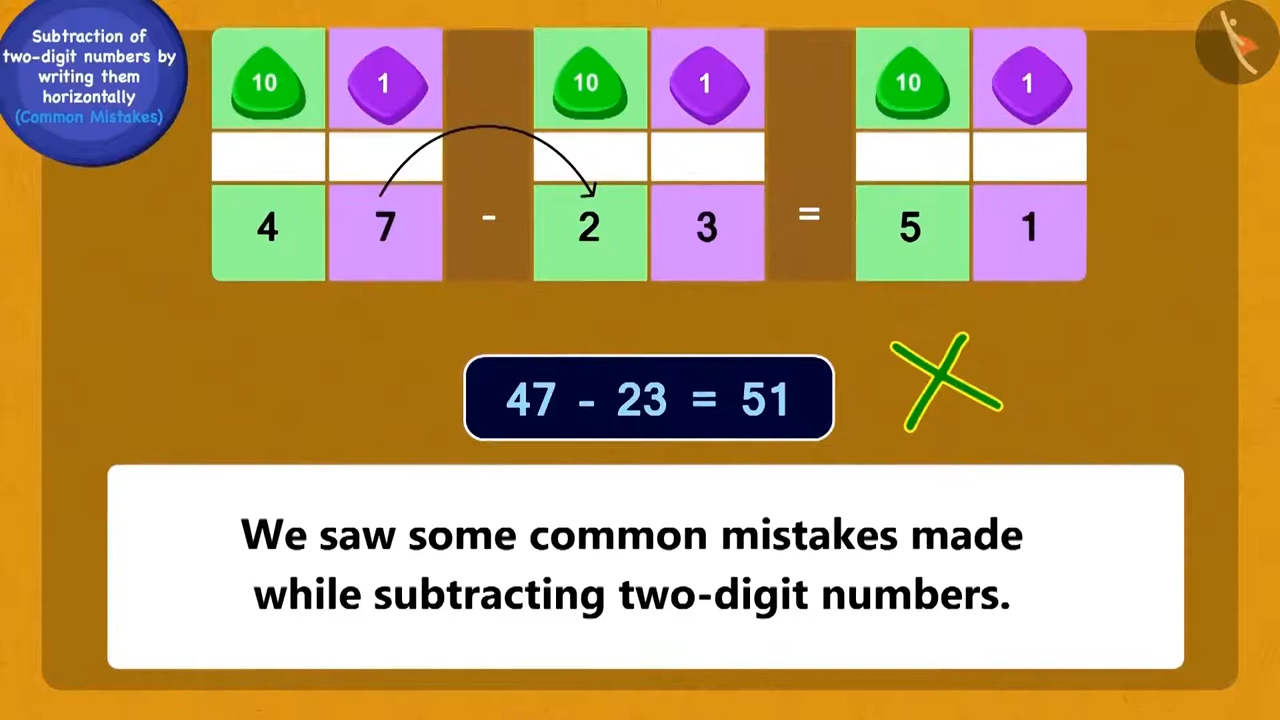 Subtraction of
two-digit numbers by
writing them
horizontally
(Common Mistakes)
10 1 10 1 10 1
4 7 - 2 3 = 5 1
47 - 23 = 51
We saw some common mistakes made
while subtracting two-digit numbers.